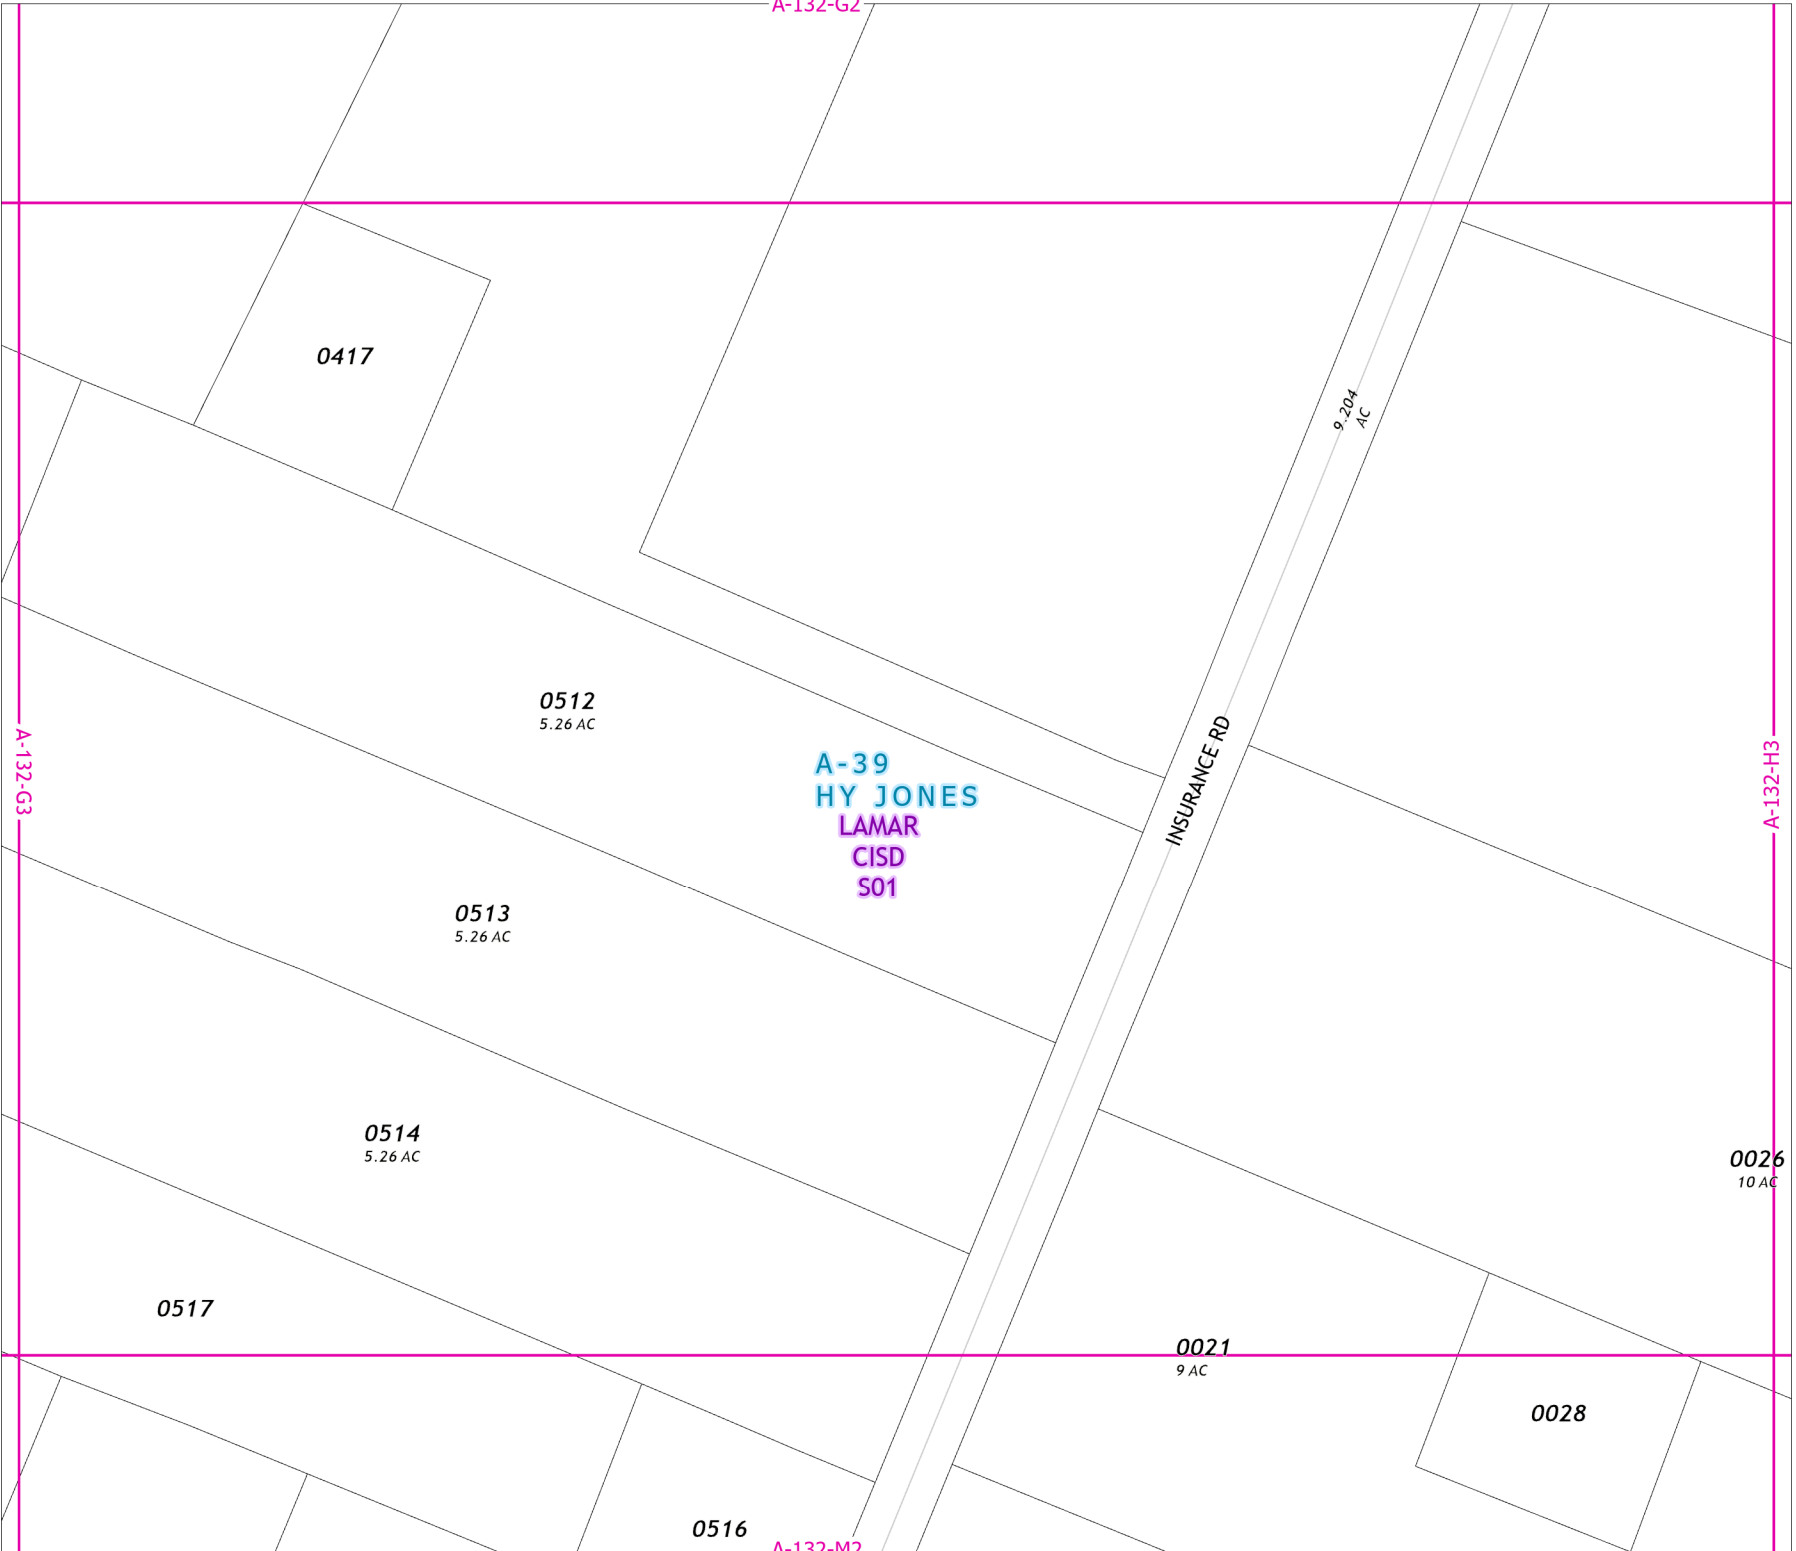 A-132-G2
0417
9.204
AC
0512
5.26 AC
INSURANCE RD
A-132-G3
A-39
HY JONES
LAMAR
CISD
S01
A-132-H3
0513
5.26 AC
0514
5.26 AC
0026
10 AC
0517
0021
9 AC
0028
0516
A-132-M2